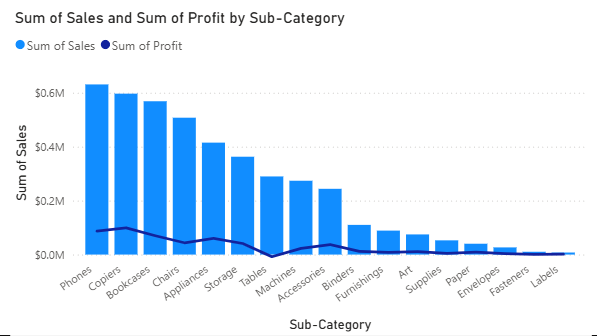 Sum of Sales and Sum of Profit by Sub-Category
Sum of Sales Sum of Profit
Sum of Sales
$0.6M
$0.4M
$0.2M
$0.0M
Phones
Copiers
Bookcases
Chairs
Appliances
Storage
Tables
Machines
Accessories
Binders
Furnishings
Art
Supplies
Paper
Envelopes
Fasteners
Labels
Sub-Category